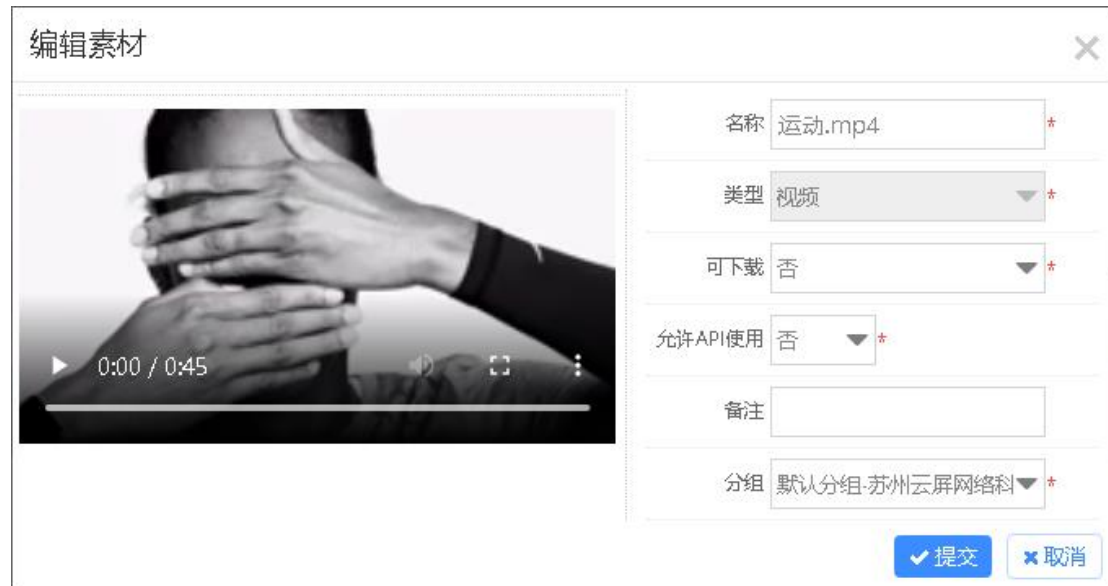 编辑素材
名称 运动.mp4 *
类型 视频 *
可下载 否 *
允许API使用 否 *
备注
分组 默认分组-苏州云屏网络科 *
0:00 / 0:45
提交 取消